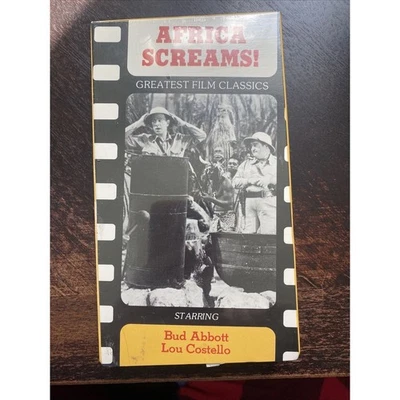 AFRICA
SCREAMS!
GREATEST FILM CLASSICS
STARRING
Bud Abbott
Lou Costello